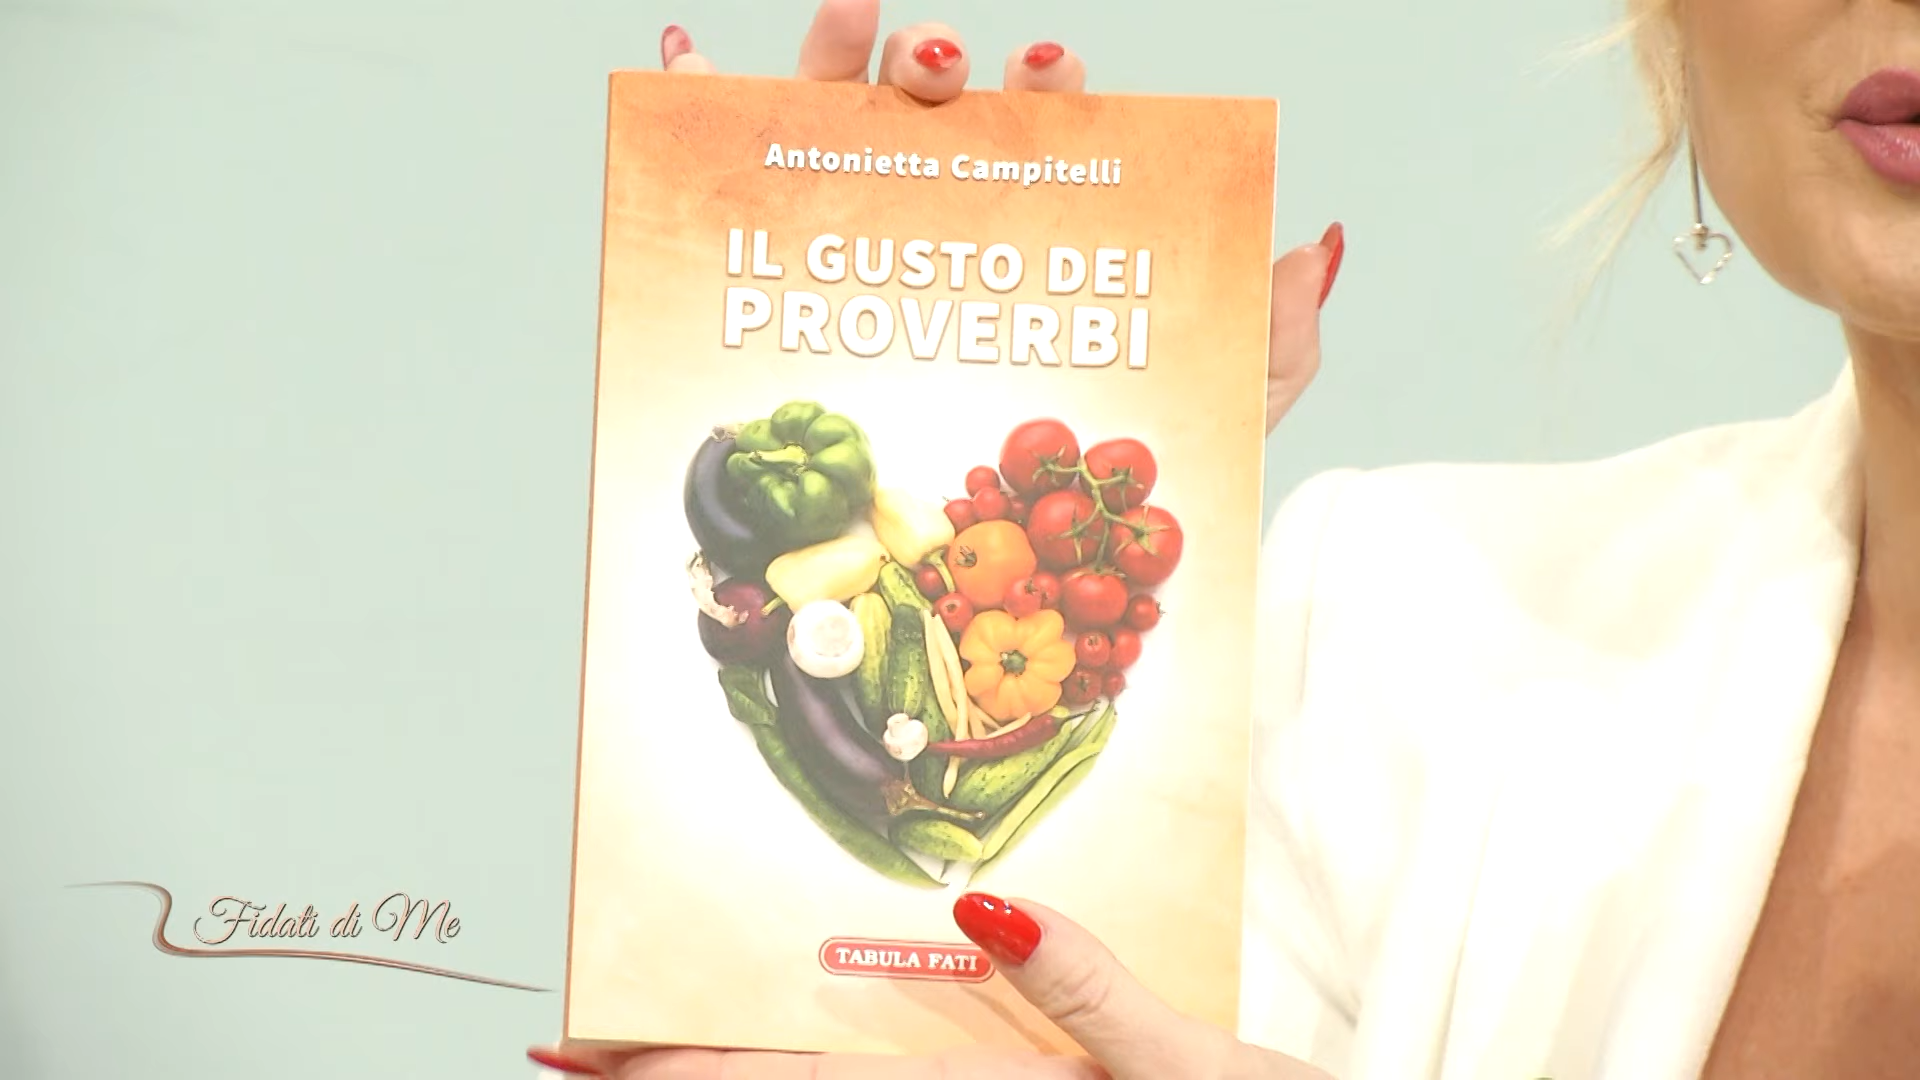 Antonietta Campitelli
IL GUSTO DEI
PROVERBI
TABULA FATI
Fidati di Me